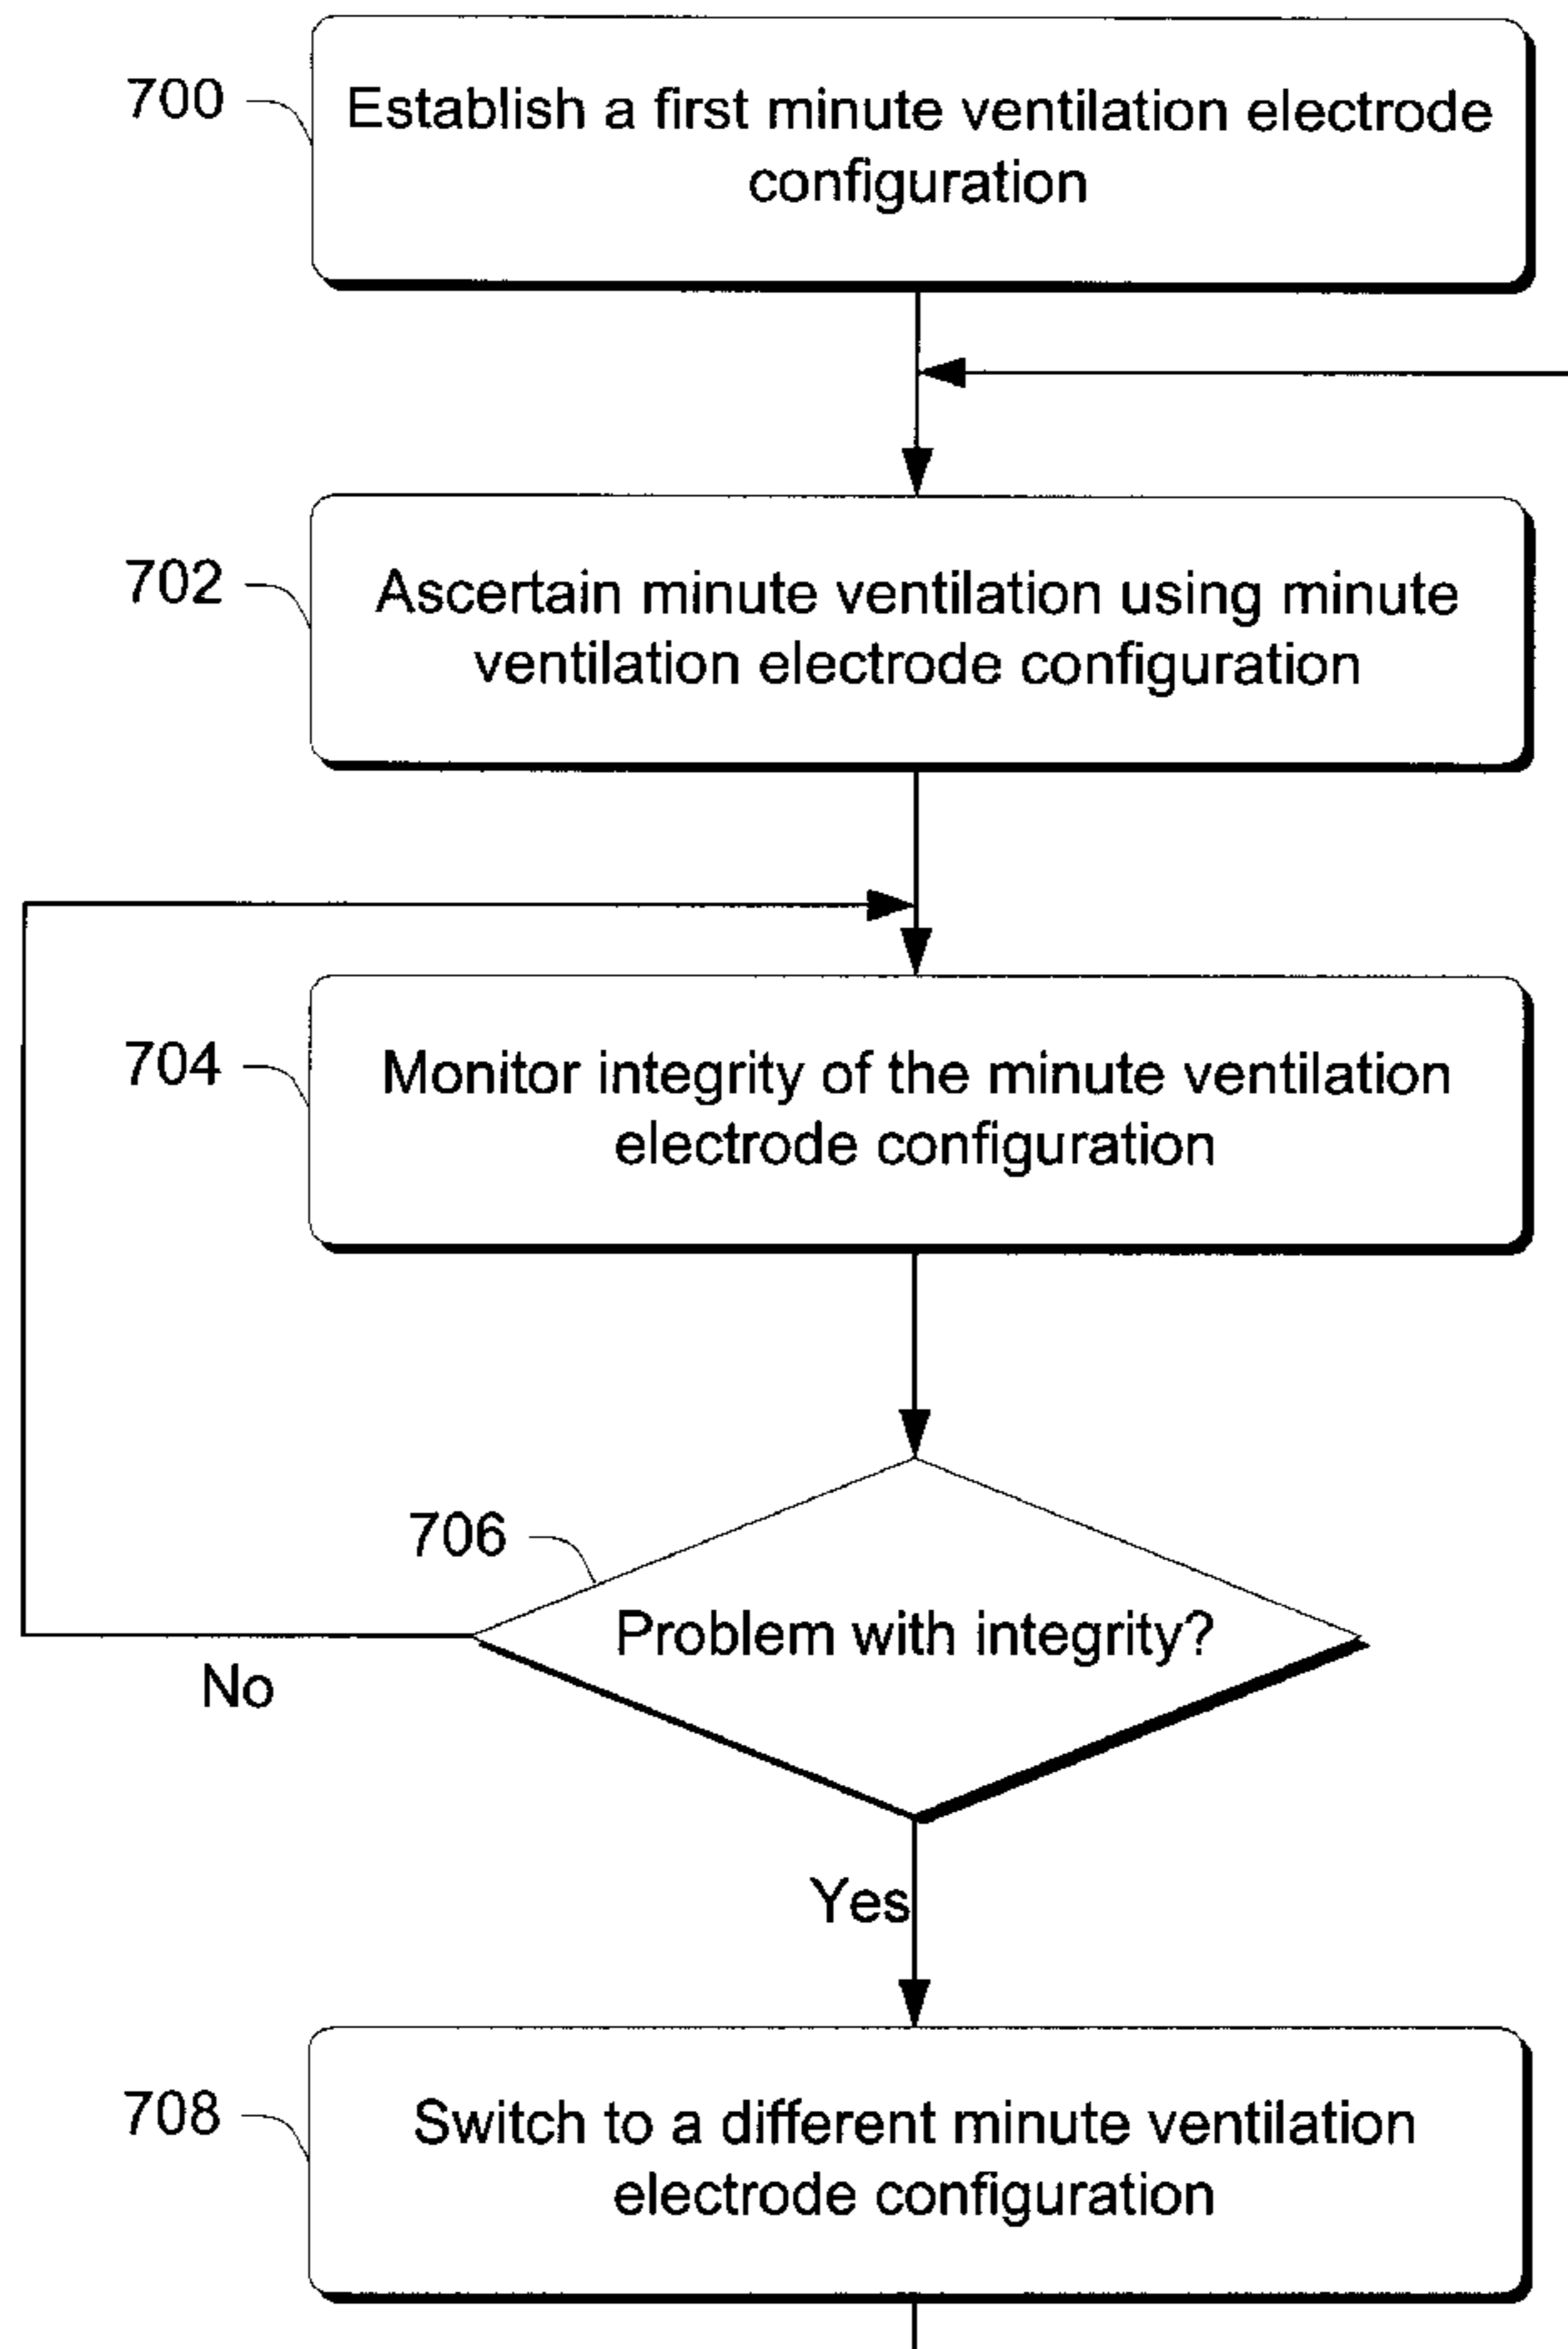 700
Establish a first minute ventilation electrode
configuration
702
Ascertain minute ventilation using minute
ventilation electrode configuration
704
Monitor integrity of the minute ventilation
electrode configuration
706
Problem with integrity?
No
Yes
708
Switch to a different minute ventilation
electrode configuration